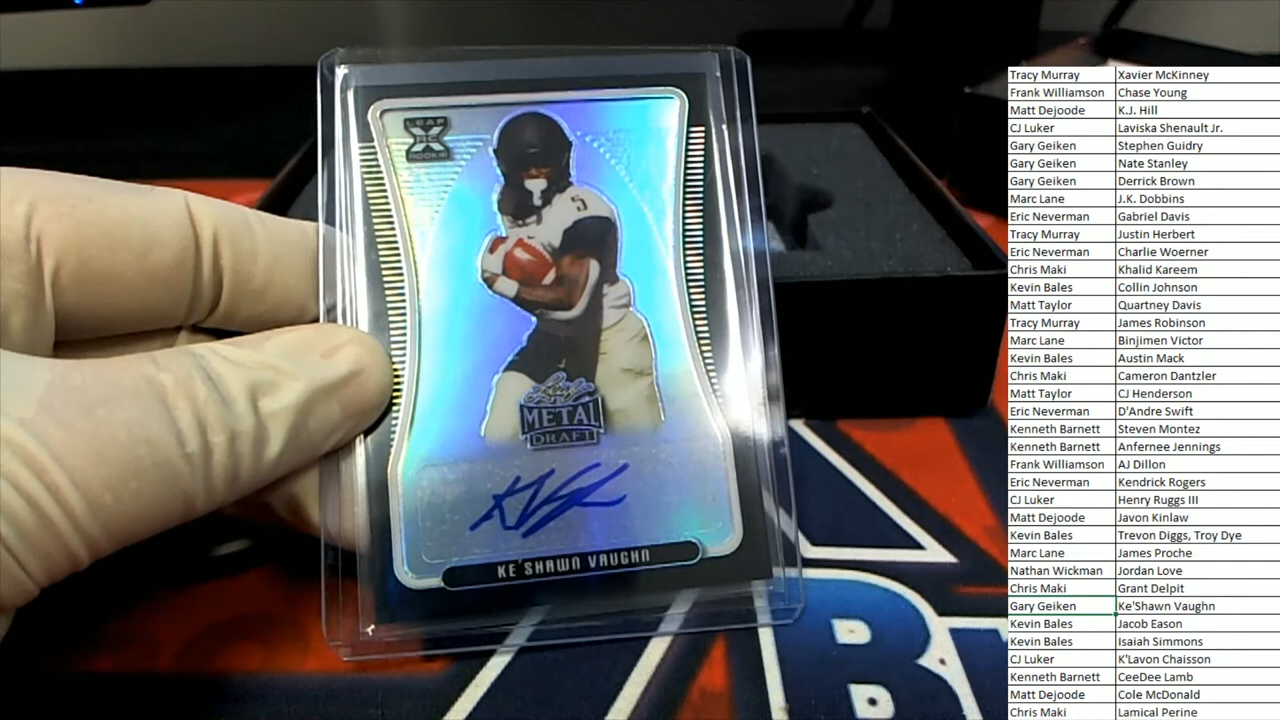 LEAF
X
RC
ROOKIE
5
Leaf
METAL
DRAFT
KE'SHAWN VAUGHN
Tracy Murray Xavier McKinney
Frank Williamson Chase Young
Matt Dejoode K.J. Hill
CJ Luker Laviska Shenault Jr.
Gary Geiken Stephen Guidry
Gary Geiken Nate Stanley
Gary Geiken Derrick Brown
Marc Lane J.K. Dobbins
Eric Neverman Gabriel Davis
Tracy Murray Justin Herbert
Eric Neverman Charlie Woerner
Chris Maki Khalid Kareem
Kevin Bales Collin Johnson
Matt Taylor Quartney Davis
Tracy Murray James Robinson
Marc Lane Binjimen Victor
Kevin Bales Austin Mack
Chris Maki Cameron Dantzler
Matt Taylor CJ Henderson
Eric Neverman D'Andre Swift
Kenneth Barnett Steven Montez
Kenneth Barnett Anfernee Jennings
Frank Williamson AJ Dillon
Eric Neverman Kendrick Rogers
CJ Luker Henry Ruggs III
Matt Dejoode Javon Kinlaw
Kevin Bales Trevon Diggs, Troy Dye
Marc Lane James Proche
Nathan Wickman Jordan Love
Chris Maki Grant Delpit
Gary Geiken Ke'Shawn Vaughn
Kevin Bales Jacob Eason
Kevin Bales Isaiah Simmons
CJ Luker K'Lavon Chaisson
Kenneth Barnett CeeDee Lamb
Matt Dejoode Cole McDonald
Chris Maki Lamical Perine